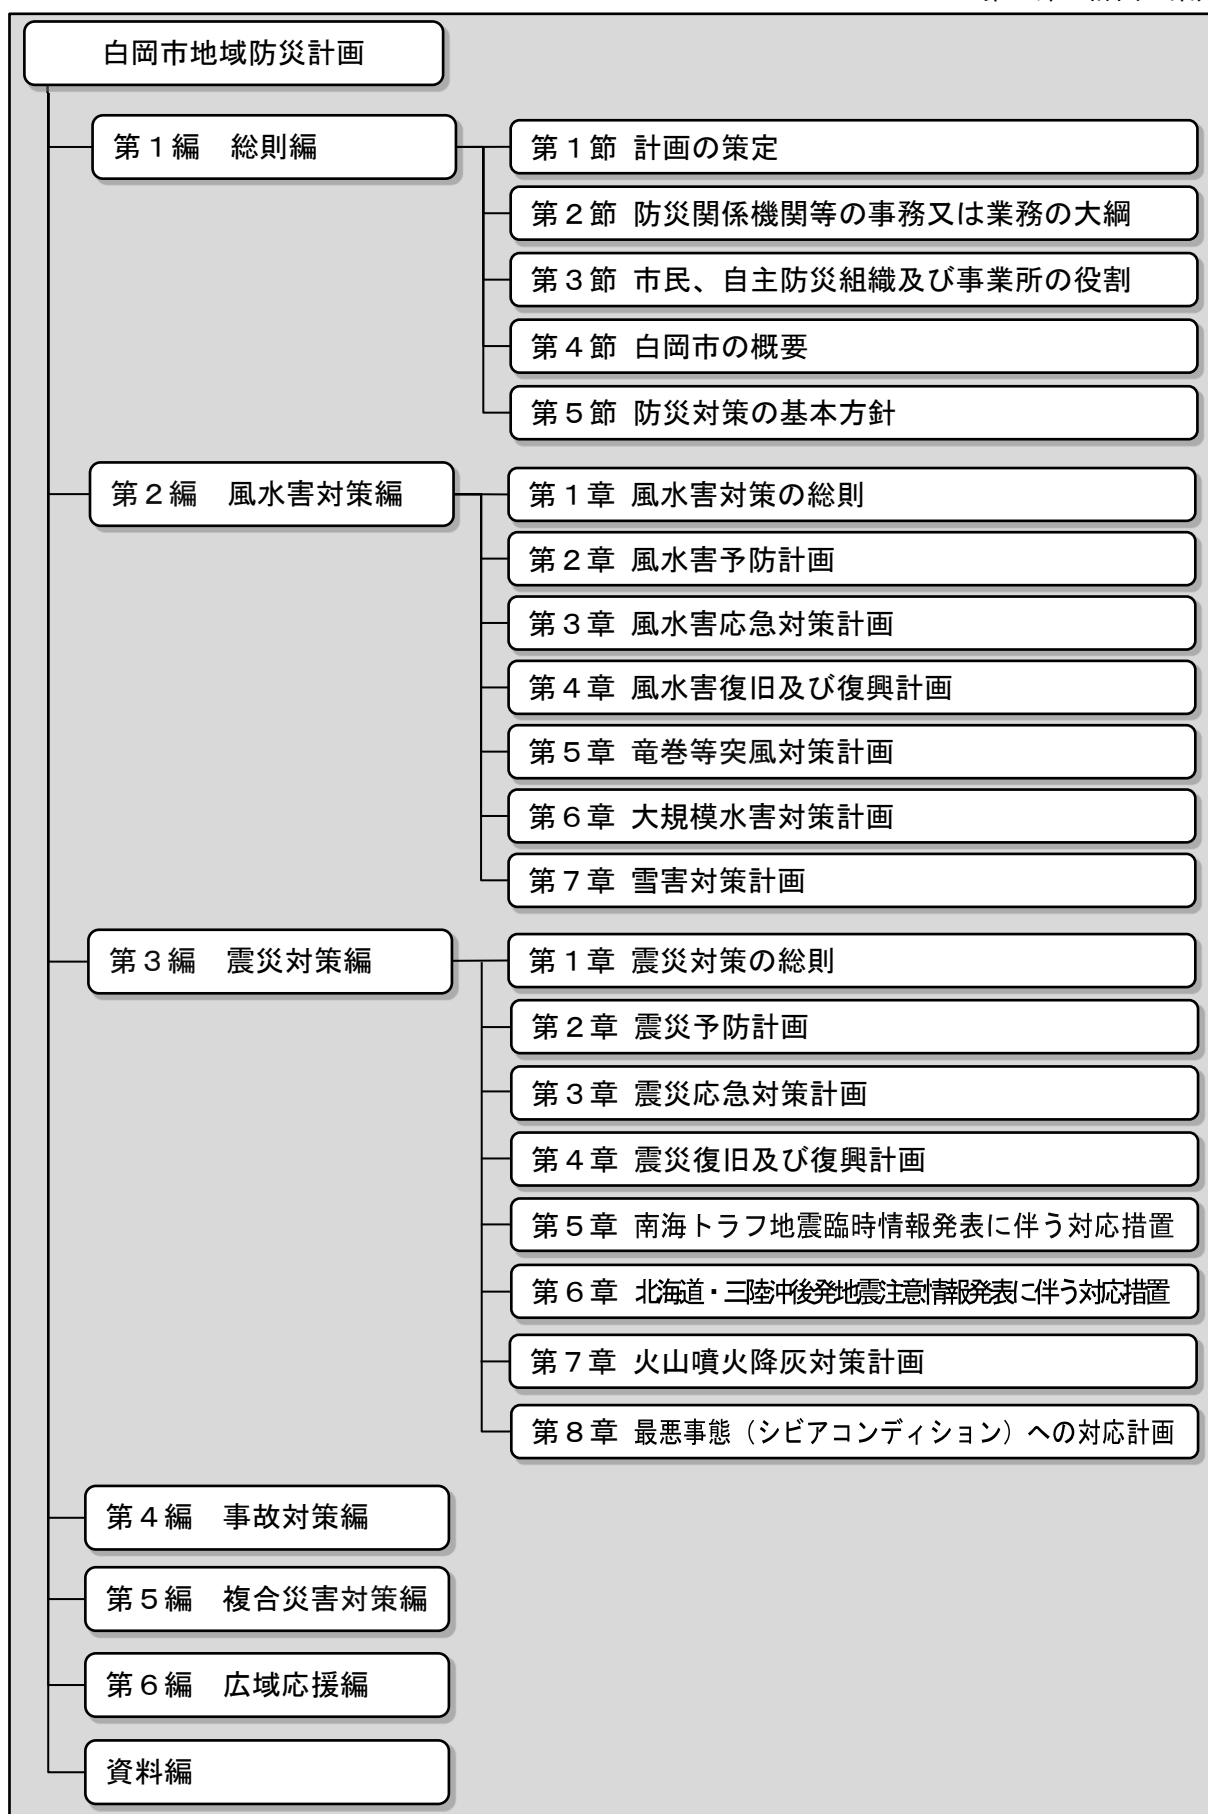 白岡市地域防災計画
第1編　総則編
第1節 計画の策定
第2節 防災関係機関等の事務又は業務の大綱
第3節 市民、自主防災組織及び事業所の役割
第4節 白岡市の概要
第5節 防災対策の基本方針
第2編　風水害対策編
第1章 風水害対策の総則
第2章 風水害予防計画
第3章 風水害応急対策計画
第4章 風水害復旧及び復興計画
第5章 竜巻等突風対策計画
第6章 大規模水害対策計画
第7章 雪害対策計画
第3編　震災対策編
第1章 震災対策の総則
第2章 震災予防計画
第3章 震災応急対策計画
第4章 震災復旧及び復興計画
第5章 南海トラフ地震臨時情報発表に伴う対応措置
第6章 北海道・三陸沖後発地震注意情報発表に伴う対応措置
第7章 火山噴火降灰対策計画
第8章 最悪事態（シビアコンディション）への対応計画
第4編　事故対策編
第5編　複合災害対策編
第6編　広域応援編
資料編